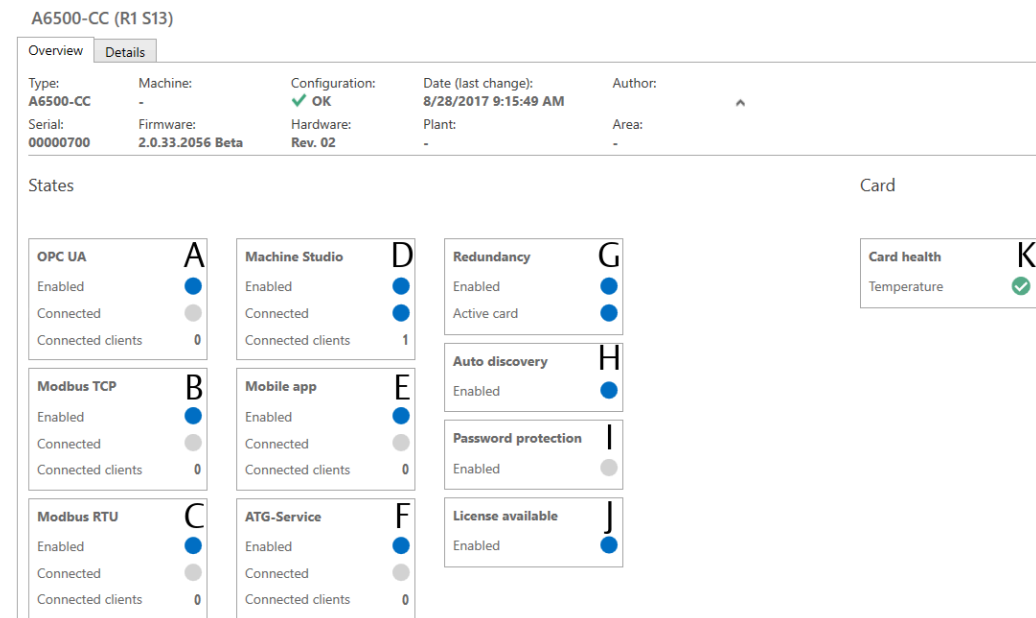 A6500-CC (R1 S13)
Overview Details
Type: Machine: Configuration: Date (last change): Author:
A6500-CC - OK 8/28/2017 9:15:49 AM
Serial: Firmware: Hardware: Plant: Area:
00000700 2.0.33.2056 Beta Rev. 02 - -
States Card
OPC UA A
Enabled
Connected
Connected clients 0
Modbus TCP B
Enabled
Connected
Connected clients 0
Modbus RTU C
Enabled
Connected
Connected clients 0
Machine Studio D
Enabled
Connected
Connected clients 1
Mobile app E
Enabled
Connected
Connected clients 0
ATG-Service F
Enabled
Connected
Connected clients 0
Redundancy G
Enabled
Active card
Auto discovery H
Enabled
Password protection I
Enabled
License available J
Enabled
Card health K
Temperature